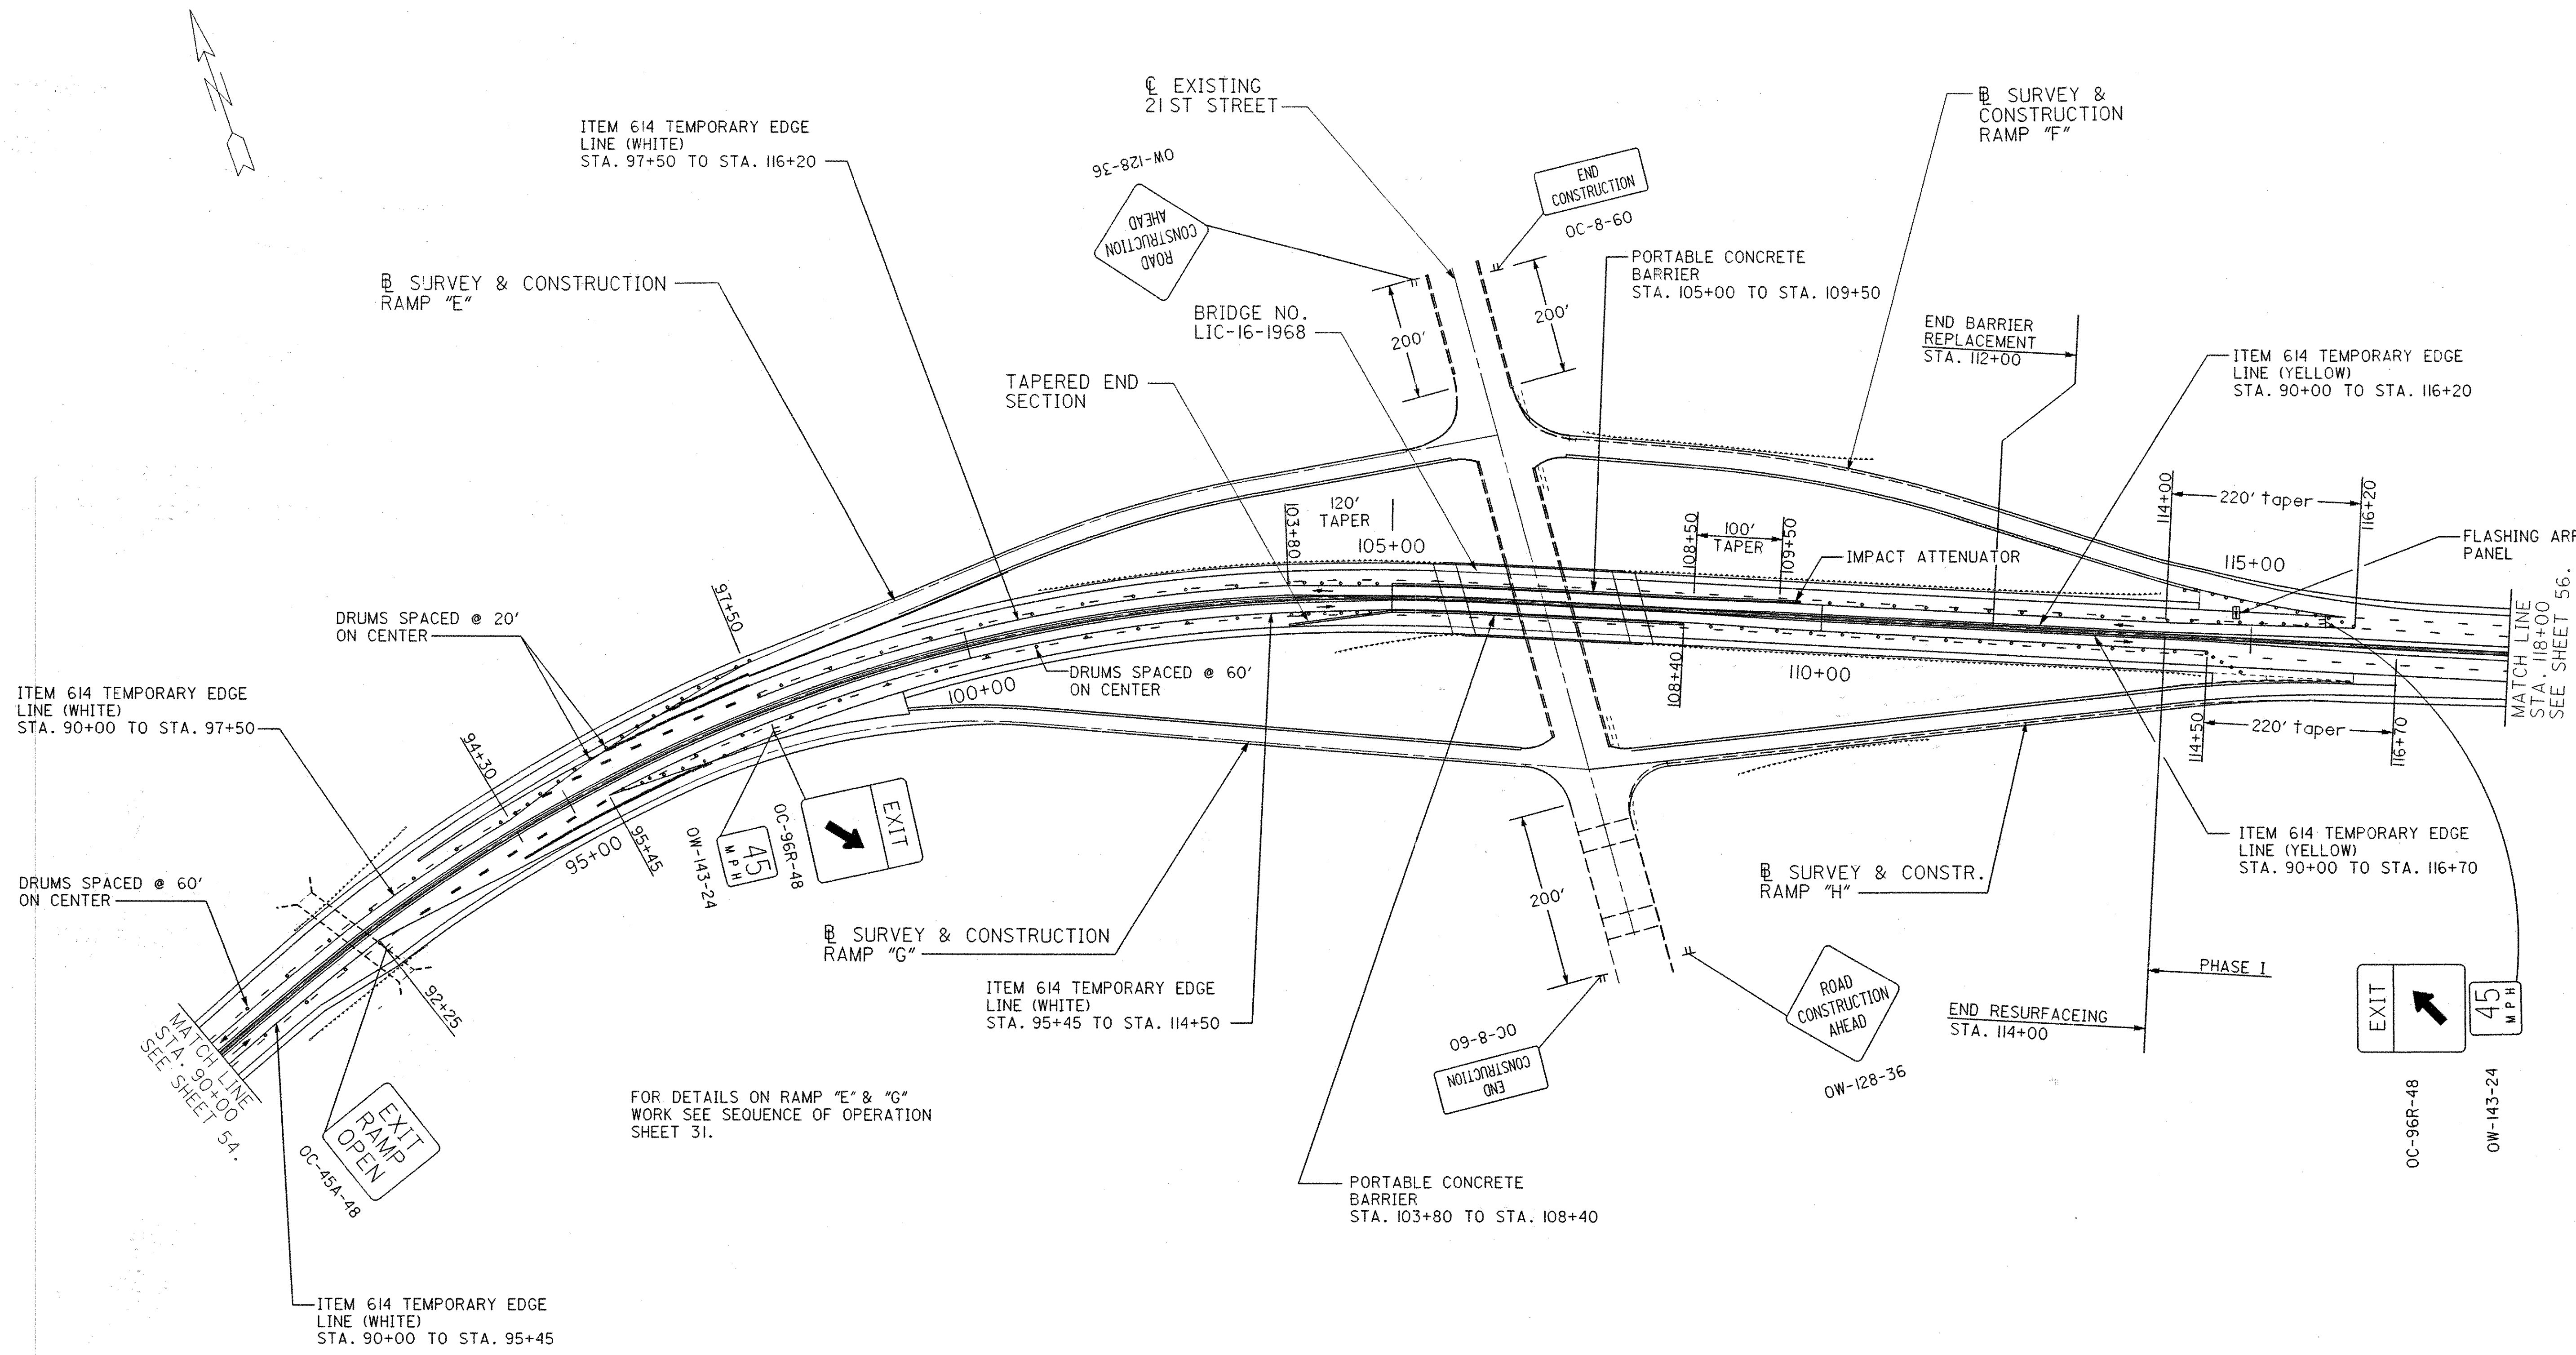 ℄ EXISTING
21ST STREET
B͟L SURVEY &
CONSTRUCTION
RAMP "F"
ITEM 614 TEMPORARY EDGE
LINE (WHITE)
STA. 97+50 TO STA. 116+20
OW-128-36
ROAD
CONSTRUCTION
AHEAD
END
CONSTRUCTION
OC-8-60
BL SURVEY & CONSTRUCTION
RAMP "E"
PORTABLE CONCRETE
BARRIER
STA. 105+00 TO STA. 109+50
BRIDGE NO.
LIC-16-1968
200'
200'
END BARRIER
REPLACEMENT
STA. 112+00
ITEM 614 TEMPORARY EDGE
LINE (YELLOW)
STA. 90+00 TO STA. 116+20
TAPERED END
SECTION
103+80
120'
TAPER
105+00
108+50
100'
TAPER
109+50
IMPACT ATTENUATOR
114+00
220' taper
116+20
115+00
FLASHING ARR
PANEL
MATCH LINE
STA. 118+00
SEE SHEET 56.
97+50
DRUMS SPACED @ 20'
ON CENTER
DRUMS SPACED @ 60'
ON CENTER
100+00
108+40
110+00
114+50
220' taper
116+70
ITEM 614 TEMPORARY EDGE
LINE (WHITE)
STA. 90+00 TO STA. 97+50
94+30
95+00
95+45
OW-143-24
45
MPH
OC-96R-48
EXIT
DRUMS SPACED @ 60'
ON CENTER
92+25
MATCH LINE
STA. 90+00
SEE SHEET 54.
EXIT
RAMP
OPEN
OC-45A-48
BL SURVEY & CONSTRUCTION
RAMP "G"
ITEM 614 TEMPORARY EDGE
LINE (WHITE)
STA. 95+45 TO STA. 114+50
200'
BL SURVEY & CONSTR.
RAMP "H"
ITEM 614 TEMPORARY EDGE
LINE (YELLOW)
STA. 90+00 TO STA. 116+70
PHASE I
END RESURFACEING
STA. 114+00
ROAD
CONSTRUCTION
AHEAD
OW-128-36
OC-8-60
END
CONSTRUCTION
EXIT
45
MPH
OC-96R-48
OW-143-24
FOR DETAILS ON RAMP "E" & "G"
WORK SEE SEQUENCE OF OPERATION
SHEET 31.
PORTABLE CONCRETE
BARRIER
STA. 103+80 TO STA. 108+40
ITEM 614 TEMPORARY EDGE
LINE (WHITE)
STA. 90+00 TO STA. 95+45